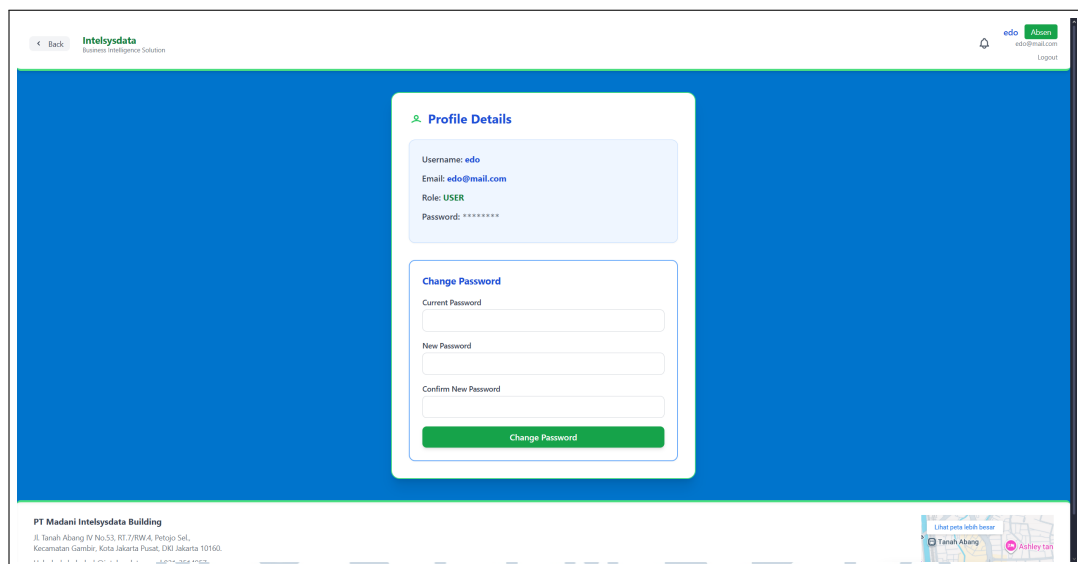 Back
Intelsysdata
Business Intelligence Solution
edo Absen
edo@mail.com
Logout
Profile Details
Username: edo
Email: edo@mail.com
Role: USER
Password: ********
Change Password
Current Password
New Password
Confirm New Password
Change Password
PT Madani Intelsysdata Building
Jl. Tanah Abang IV No.53, RT.7/RW.4, Petojo Sel.,
Kecamatan Gambir, Kota Jakarta Pusat, DKI Jakarta 10160.
Lihat peta lebih besar
Tanah Abang
Ashley tan